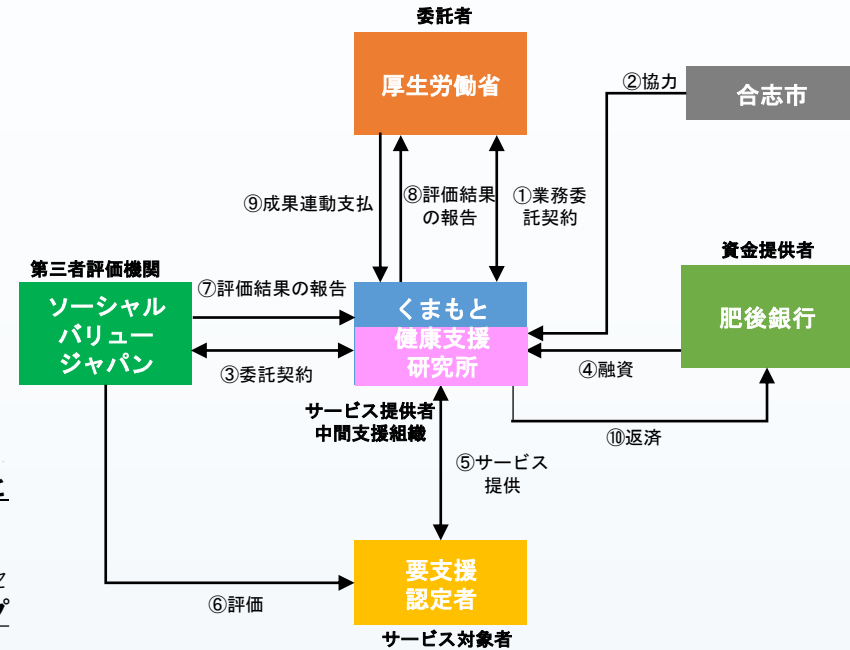 委託者
厚生労働省
②協力
合志市
⑨成果連動支払
⑧評価結果
の報告
①業務委
託契約
第三者評価機関
資金提供者
ソーシャル
バリュー
ジャパン
⑦評価結果の報告
くまもと
健康支援
研究所
肥後銀行
③委託契約
④融資
サービス提供者
中間支援組織
⑩返済
⑤サービス
提供
と
要支援
認定者
⑥評価
サービス対象者